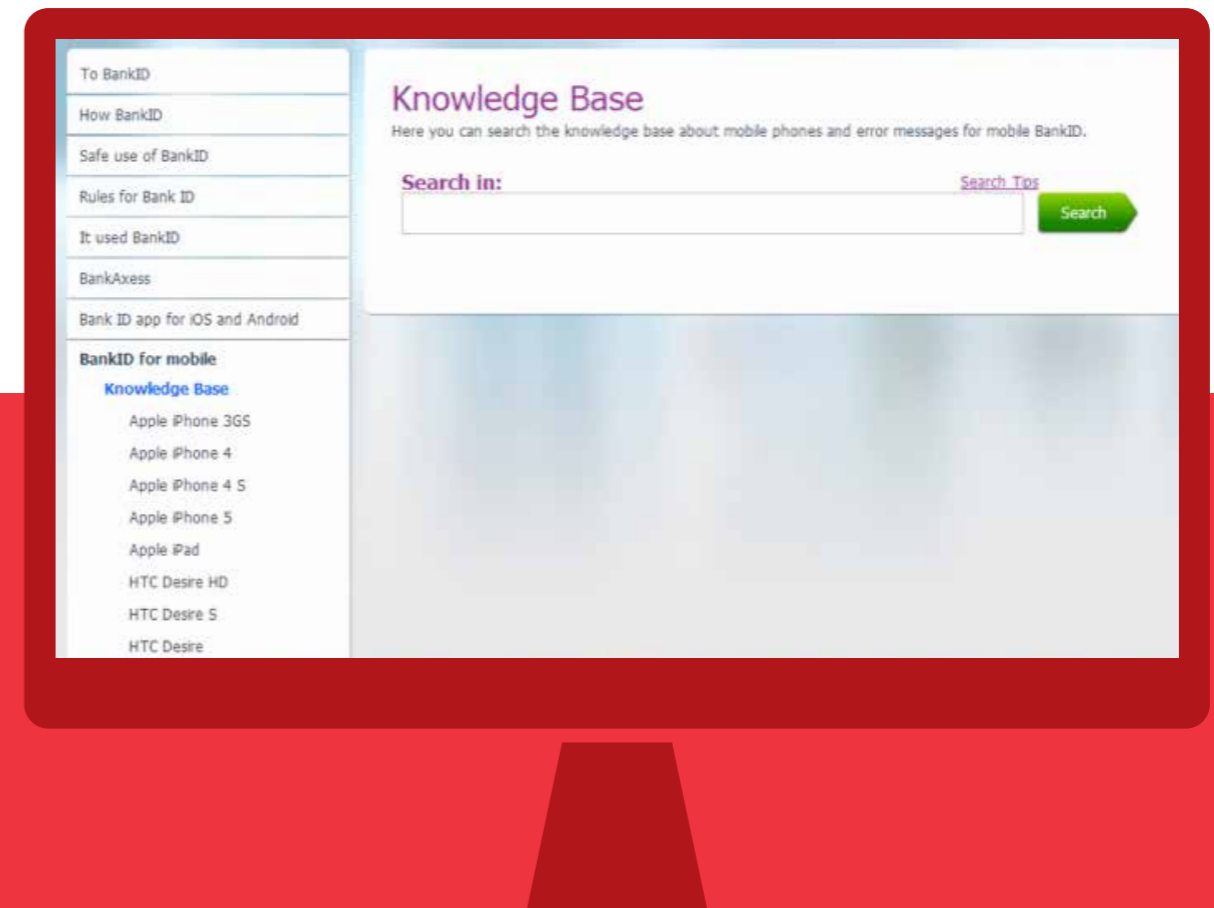 To BankID
How BankID
Safe use of BankID
Rules for Bank ID
It used BankID
BankAxess
Bank ID app for iOS and Android
BankID for mobile
Knowledge Base
Apple iPhone 3GS
Apple iPhone 4
Apple iPhone 4 S
Apple iPhone 5
Apple iPad
HTC Desire HD
HTC Desire S
HTC Desire
Knowledge Base
Here you can search the knowledge base about mobile phones and error messages for mobile BankID.
Search in:
Search Tips
Search